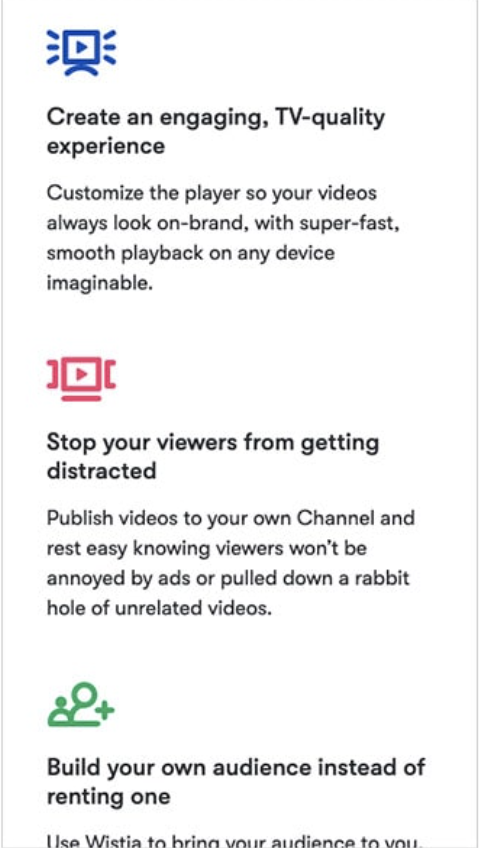 Create an engaging, TV-quality
experience
Customize the player so your videos
always look on-brand, with super-fast,
smooth playback on any device
imaginable.
Stop your viewers from getting
distracted
Publish videos to your own Channel and
rest easy knowing viewers won’t be
annoyed by ads or pulled down a rabbit
hole of unrelated videos.
Build your own audience instead of
renting one
Use Wistia to bring your audience to you,